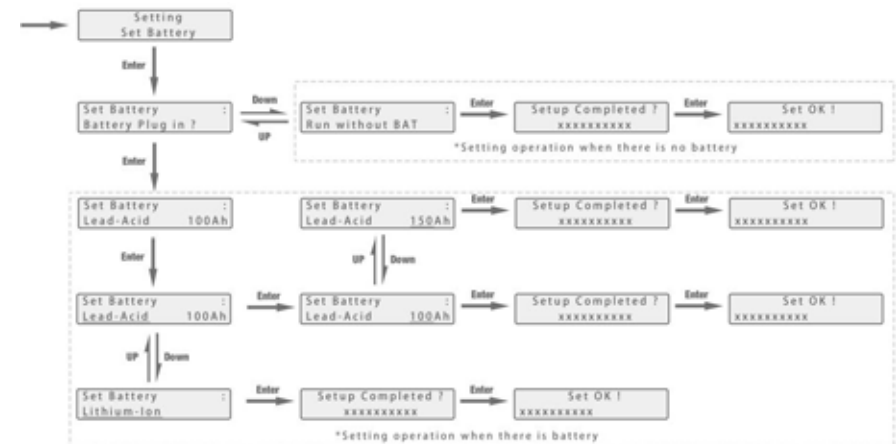 Setting
Set Battery
Enter
Set Battery :
Battery Plug in ?
Down
UP
Set Battery :
Run without BAT
Enter
Setup Completed ?
xxxxxxxxxx
Enter
Set OK !
xxxxxxxxxx
*Setting operation when there is no battery
Enter
Set Battery :
Lead-Acid 100Ah
Set Battery :
Lead-Acid 150Ah
Enter
Setup Completed ?
xxxxxxxxxx
Enter
Set OK !
xxxxxxxxxx
Enter
UP
Down
Set Battery :
Lead-Acid 100Ah
Enter
Set Battery :
Lead-Acid 100Ah
Enter
Setup Completed ?
xxxxxxxxxx
Enter
Set OK !
xxxxxxxxxx
UP
Down
Set Battery :
Lithium-Ion
Enter
Setup Completed ?
xxxxxxxxxx
Enter
Set OK !
xxxxxxxxxx
*Setting operation when there is battery